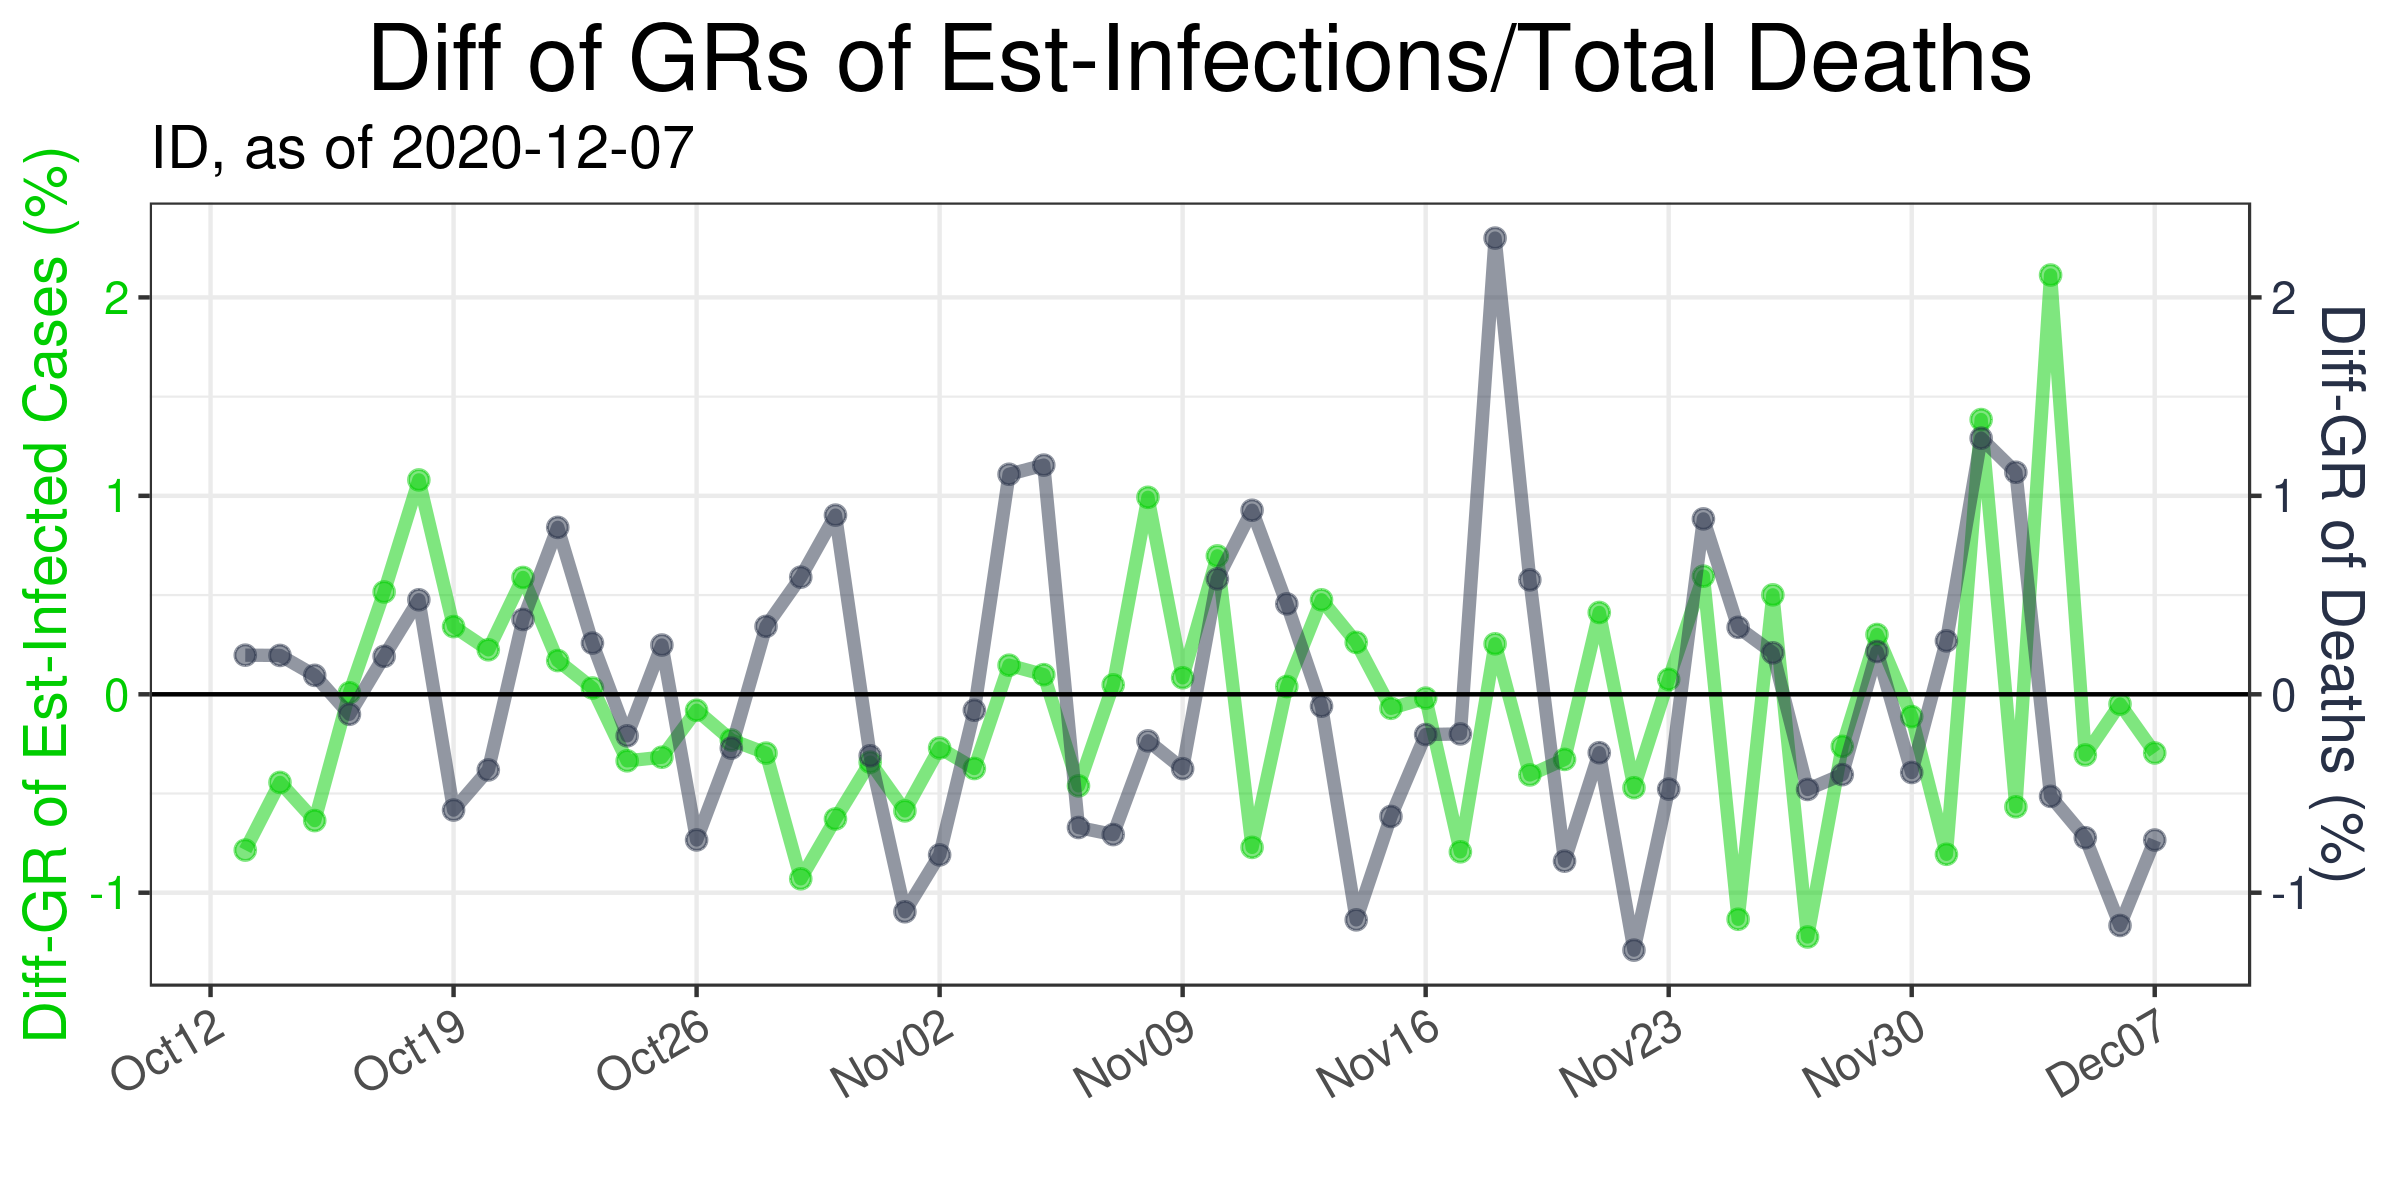 Diff of GRs of Est-Infections/Total Deaths
ID, as of 2020-12-07
Diff-GR of Est-Infected Cases (%)
2
1
0
-1
2
1
0
-1
Diff-GR of Deaths (%)
Oct12
Oct19
Oct26
Nov02
Nov09
Nov16
Nov23
Nov30
Dec07